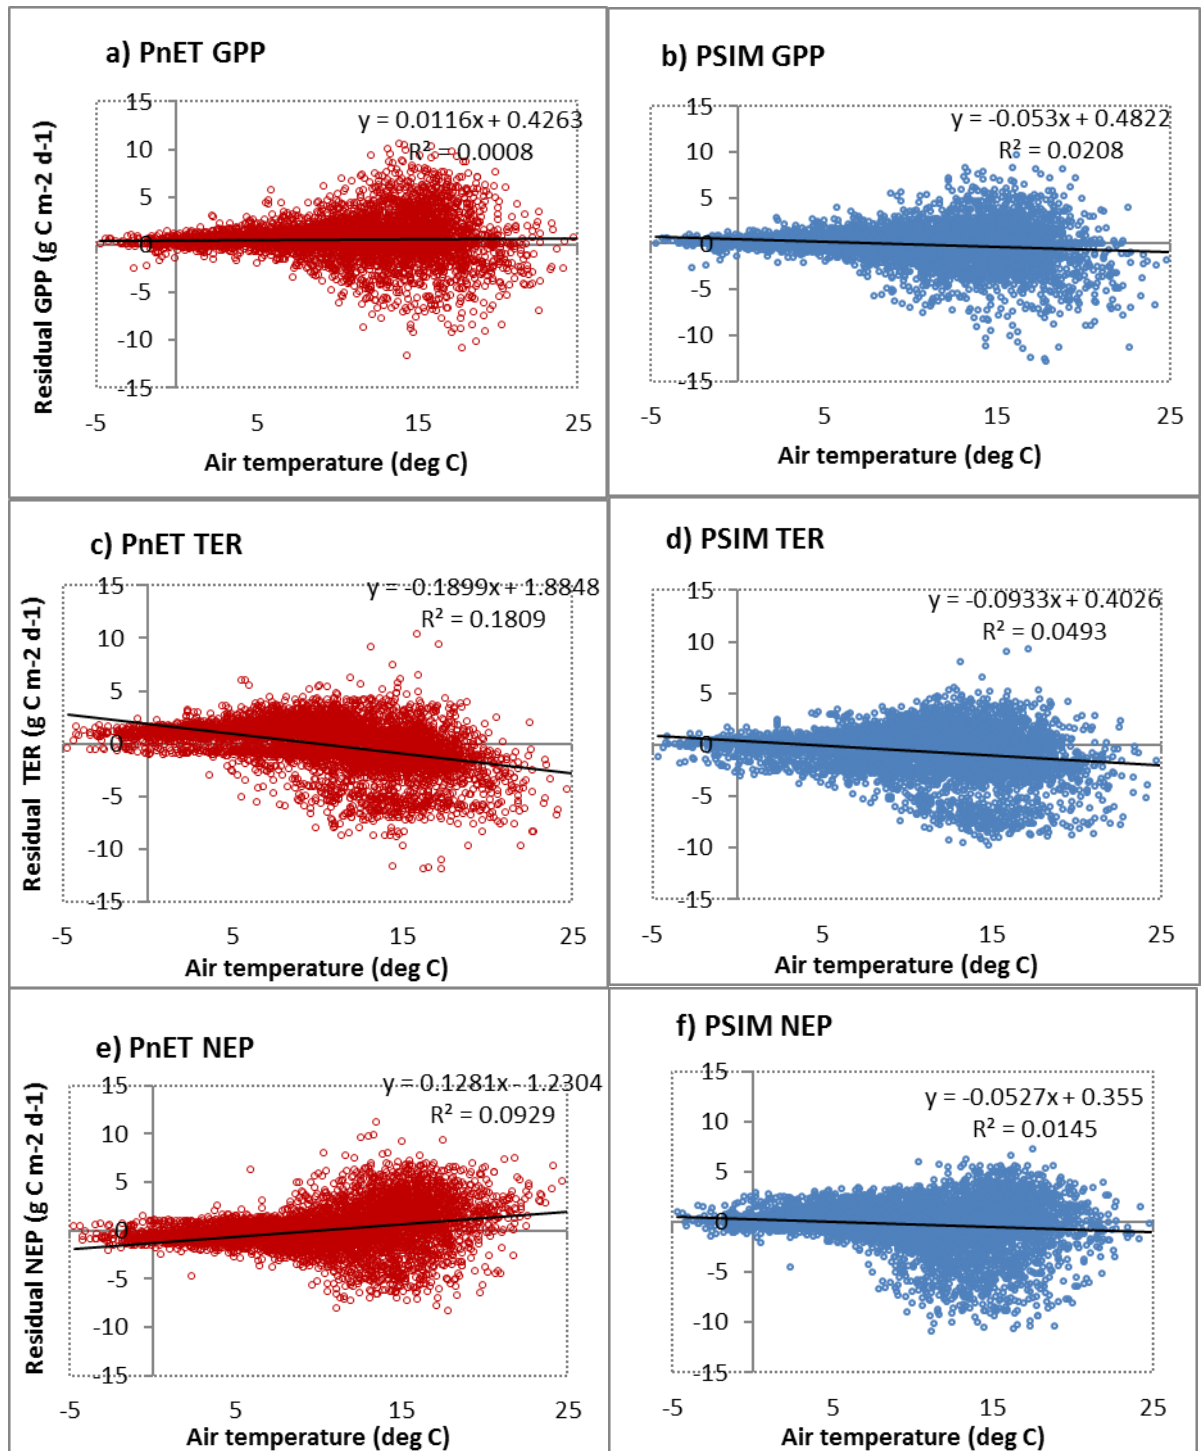 a) PnET GPP
y = 0.0116x + 0.4263
R² = 0.0008
Residual GPP (g C m-2 d-1)
15
10
5
0
-5
-10
-15
-5 5 15 25
Air temperature (deg C)
b) PSIM GPP
y = -0.053x + 0.4822
R² = 0.0208
15
10
5
0
-5
-10
-15
-5 5 15 25
Air temperature (deg C)
c) PnET TER
y = -0.1899x + 1.8848
R² = 0.1809
Residual TER (g C m-2 d-1)
15
10
5
0
-5
-10
-15
-5 5 15 25
Air temperature (deg C)
d) PSIM TER
y = -0.0933x + 0.4026
R² = 0.0493
15
10
5
0
-5
-10
-15
-5 5 15 25
Air temperature (deg C)
e) PnET NEP
y = 0.1281x - 1.2304
R² = 0.0929
Residual NEP (g C m-2 d-1)
15
10
5
0
-5
-10
-15
-5 5 15 25
Air temperature (deg C)
f) PSIM NEP
y = -0.0527x + 0.355
R² = 0.0145
15
10
5
0
-5
-10
-15
-5 5 15 25
Air temperature (deg C)